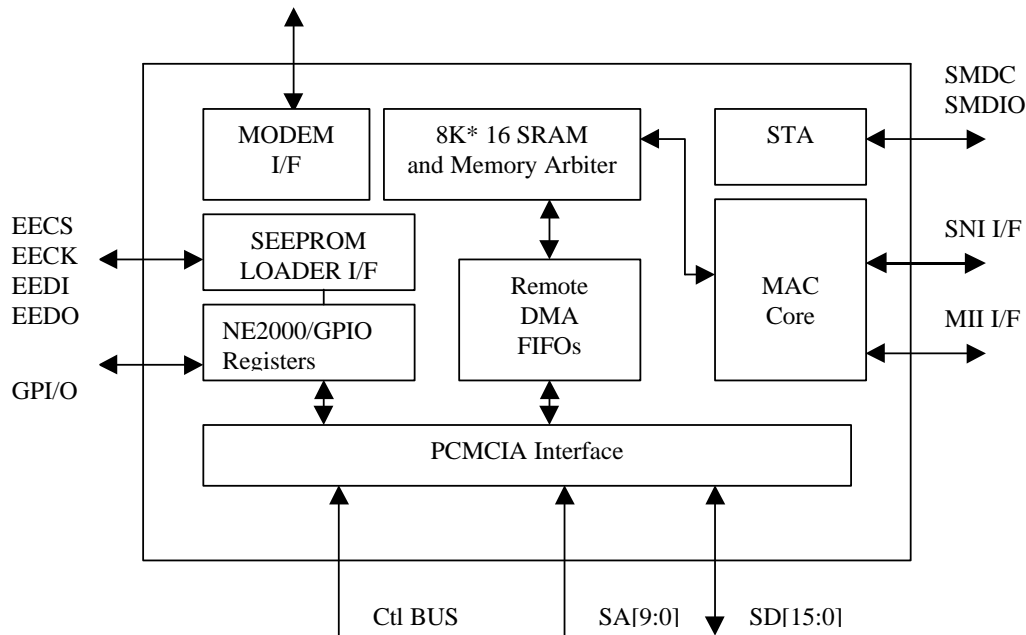 SMDC
SMDIO
MODEM
I/F
8K* 16 SRAM
and Memory Arbiter
STA
EECS
EECK
EEDI
EEDO
SEEPROM
LOADER I/F
SNI I/F
Remote
DMA
FIFOs
MAC
Core
NE2000/GPIO
Registers
MII I/F
GPI/O
PCMCIA Interface
Ctl BUS
SA[9:0]
SD[15:0]